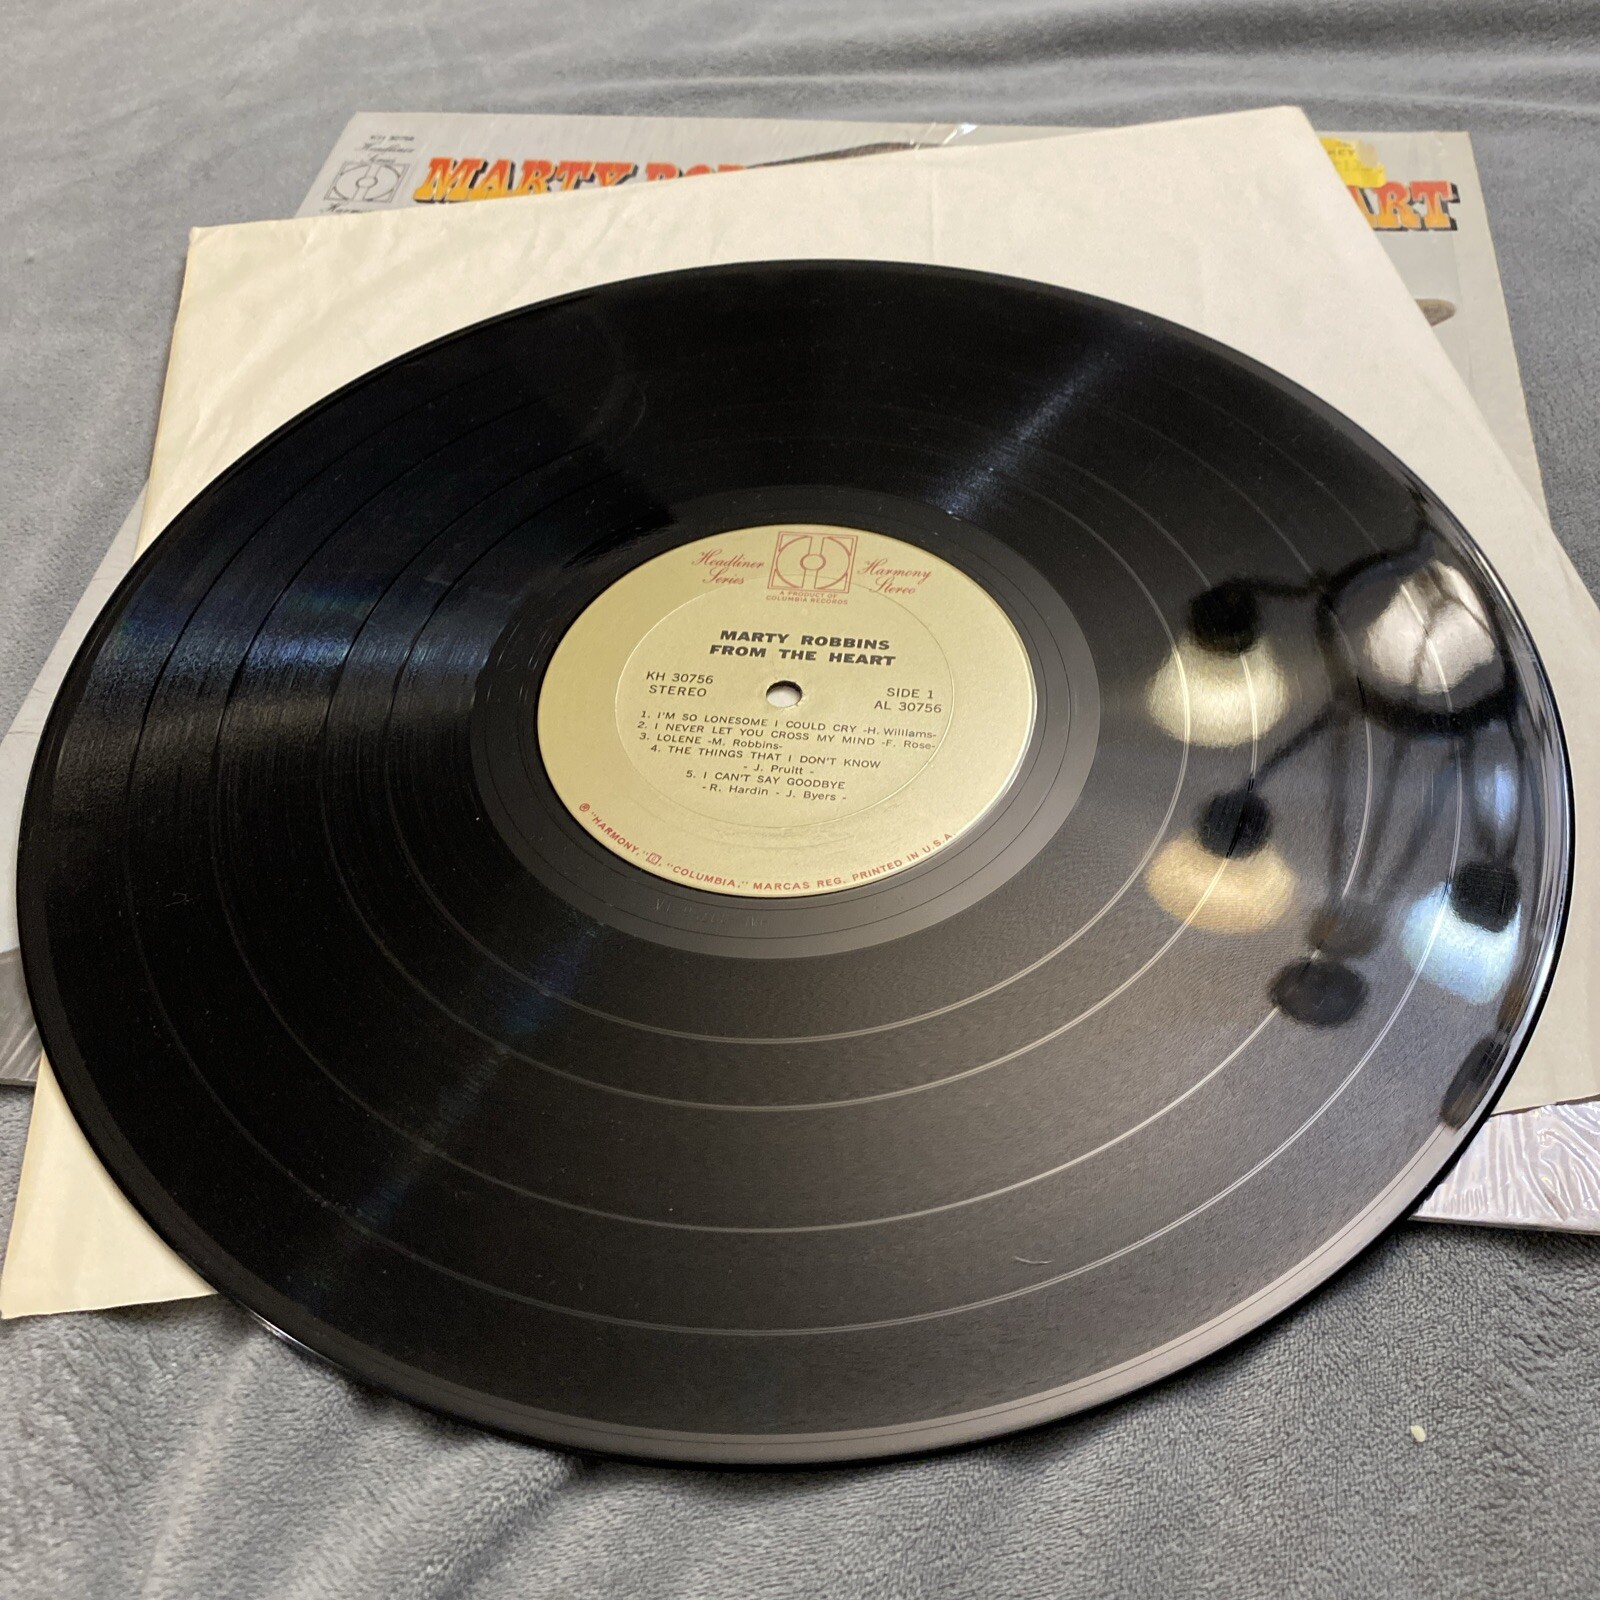 KH 30756
Headliner
MARTY
ART
Headliner
Series
Harmony
Stereo
A PRODUCT OF
COLUMBIA RECORDS
MARTY ROBBINS
FROM THE HEART
KH 30756
STEREO
SIDE 1
AL 30756
1. I'M SO LONESOME I COULD CRY -H. Williams-
2. I NEVER LET YOU CROSS MY MIND -F. Rose-
3. LOLENE -M. Robbins-
4. THE THINGS THAT I DON'T KNOW
- J. Pruitt -
5. I CAN'T SAY GOODBYE
-R. Hardin - J. Byers -
℗ "HARMONY," "COLUMBIA," MARCAS REG. PRINTED IN U.S.A.